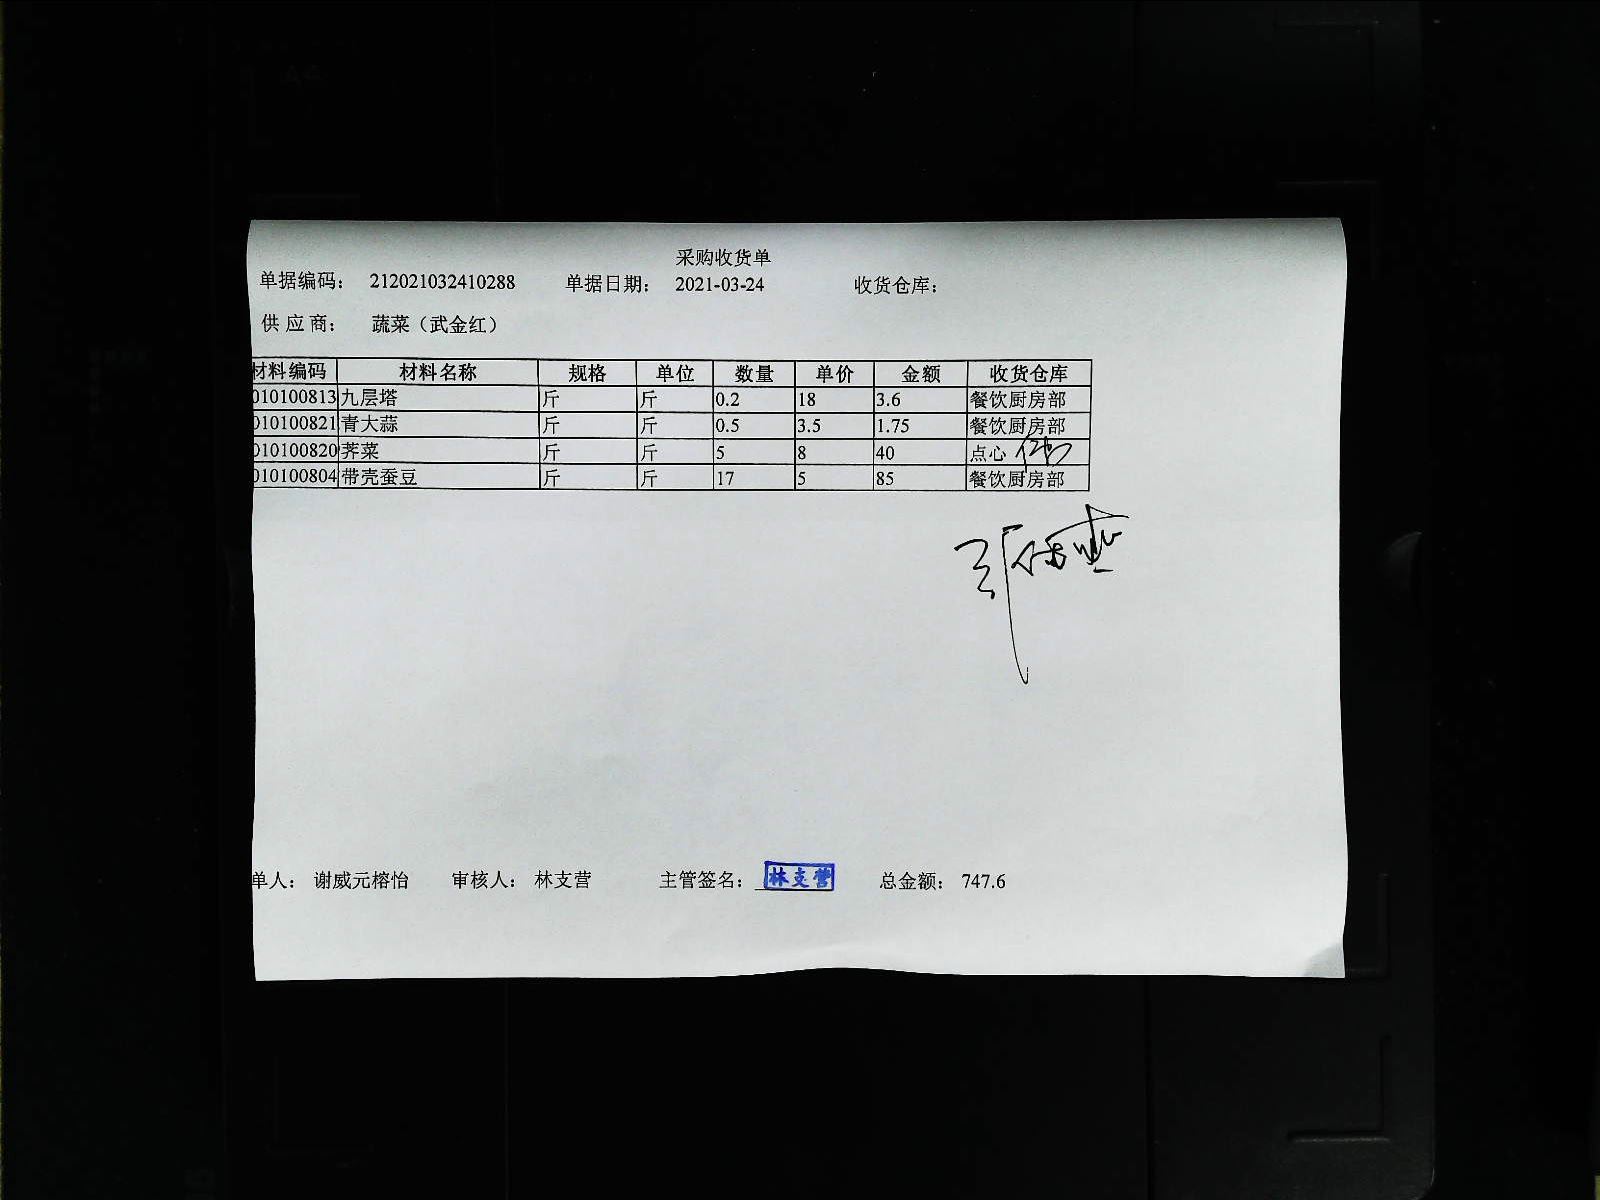 采购收货单
单据编码： 212021032410288 单据日期： 2021-03-24 收货仓库：
供应商： 蔬菜（武金红）
材料编码 材料名称 规格 单位 数量 单价 金额 收货仓库
010100813 九层塔 斤 斤 0.2 18 3.6 餐饮厨房部
010100821 青大蒜 斤 斤 0.5 3.5 1.75 餐饮厨房部
010100820 荠菜 斤 斤 5 8 40 点心
010100804 带壳蚕豆 斤 斤 17 5 85 餐饮厨房部
单人： 谢威元榕怡 审核人： 林支营 主管签名： 林支营 总金额： 747.6